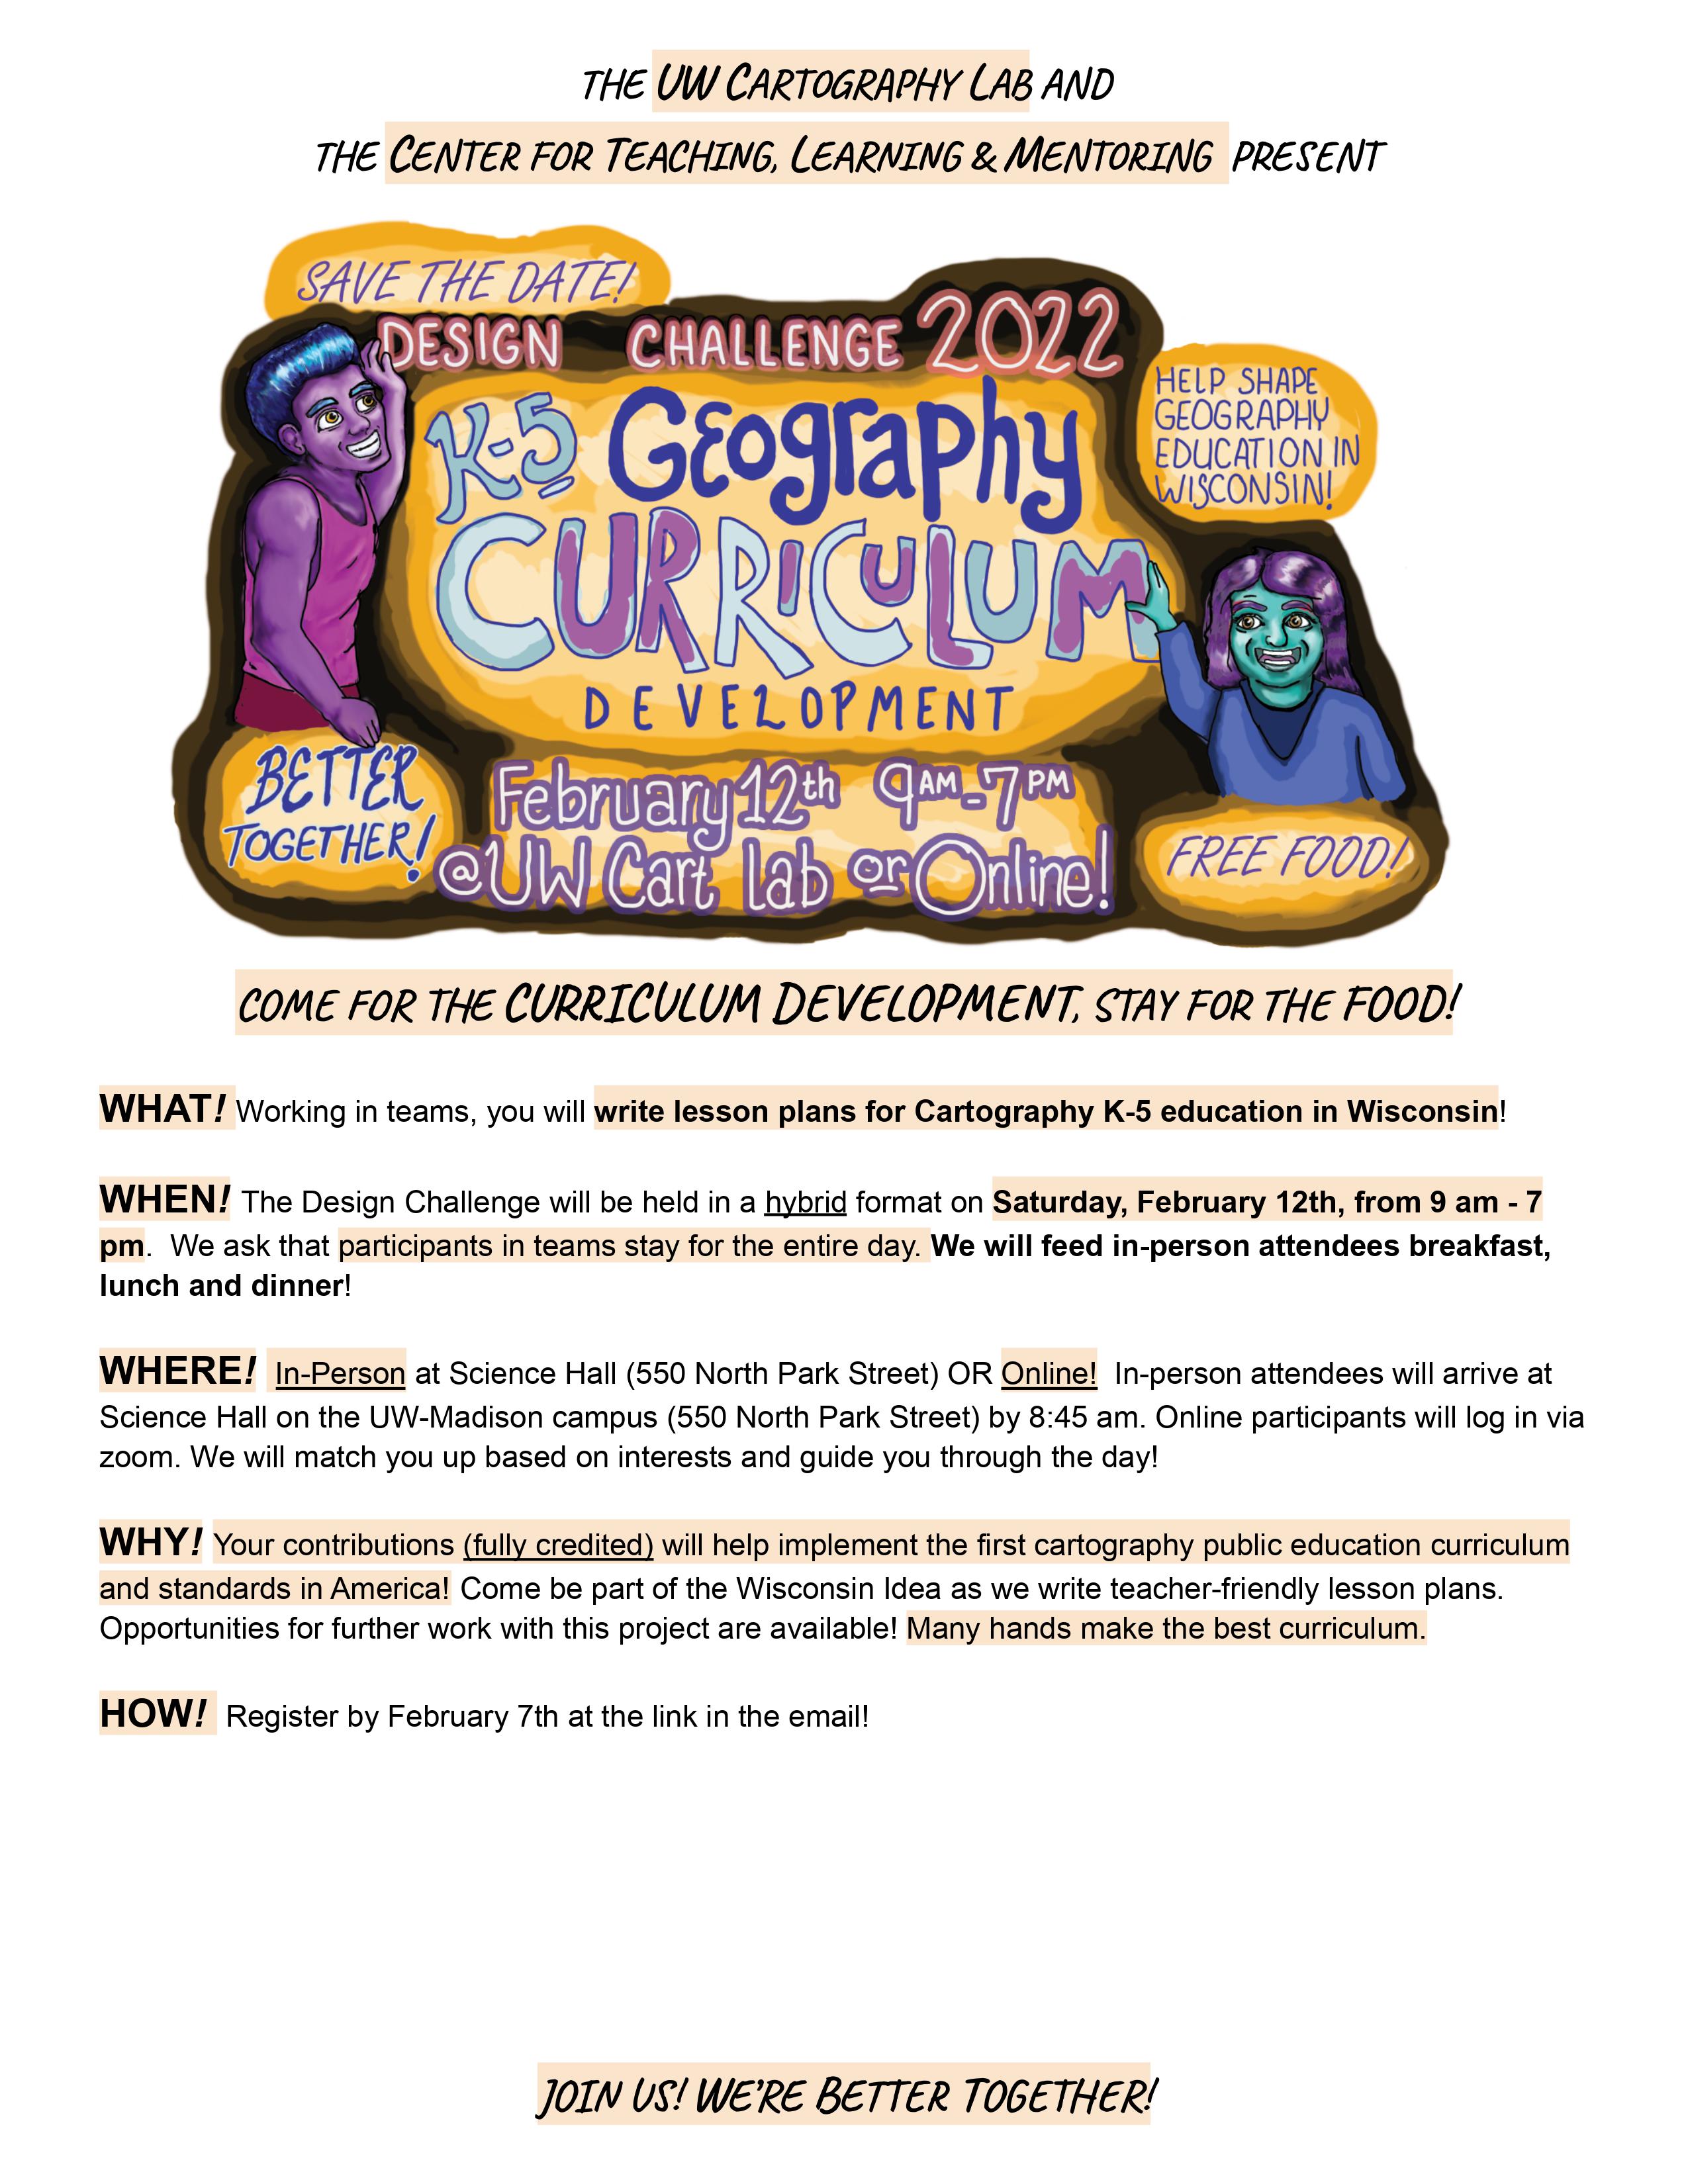 THE UW CARTOGRAPHY LAB AND
THE CENTER FOR TEACHING, LEARNING & MENTORING PRESENT
SAVE THE DATE!
DESIGN CHALLENGE 2022
K-5 Geography
CURRICULUM
DEVELOPMENT
HELP SHAPE
GEOGRAPHY
EDUCATION IN
WISCONSIN!
BETTER
TOGETHER!
February 12th 9AM-7PM
@UW Cart Lab or Online!
FREE FOOD!
COME FOR THE CURRICULUM DEVELOPMENT, STAY FOR THE FOOD!
WHAT! Working in teams, you will write lesson plans for Cartography K-5 education in Wisconsin!
WHEN! The Design Challenge will be held in a hybrid format on Saturday, February 12th, from 9 am - 7
pm. We ask that participants in teams stay for the entire day. We will feed in-person attendees breakfast,
lunch and dinner!
WHERE! In-Person at Science Hall (550 North Park Street) OR Online! In-person attendees will arrive at
Science Hall on the UW-Madison campus (550 North Park Street) by 8:45 am. Online participants will log in via
zoom. We will match you up based on interests and guide you through the day!
WHY! Your contributions (fully credited) will help implement the first cartography public education curriculum
and standards in America! Come be part of the Wisconsin Idea as we write teacher-friendly lesson plans.
Opportunities for further work with this project are available! Many hands make the best curriculum.
HOW! Register by February 7th at the link in the email!
JOIN US! WE'RE BETTER TOGETHER!